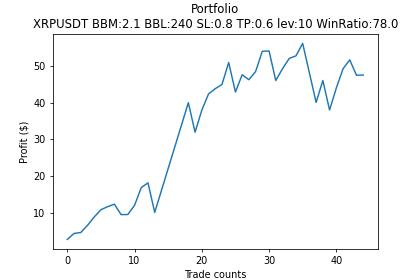 Portfolio
XRPUSDT BBM:2.1 BBL:240 SL:0.8 TP:0.6 lev:10 WinRatio:78.0
Profit ($)
50
40
30
20
10
0 10 20 30 40
Trade counts